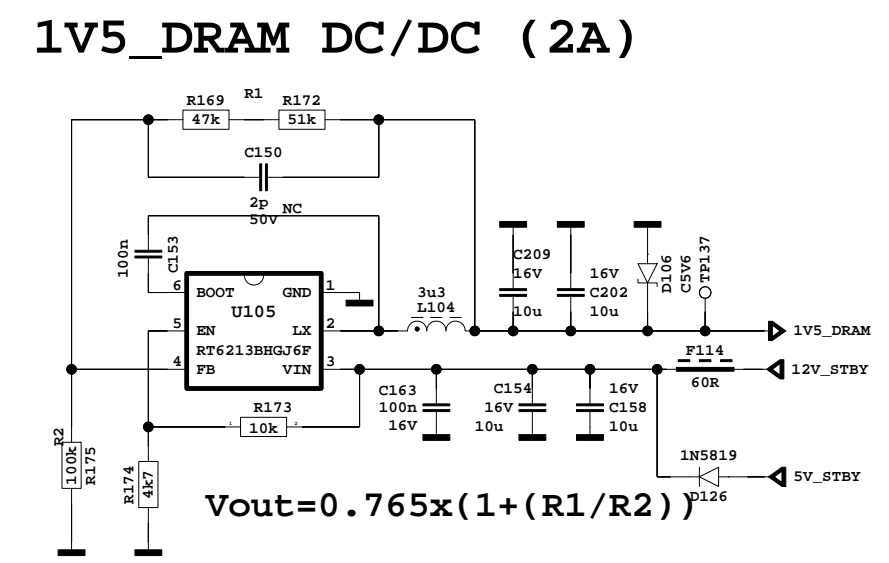 1V5_DRAM DC/DC (2A)
R169 R1 R172
47k 51k
C150
2p
50V NC
100n C153
6 BOOT GND 1
U105
5 EN LX 2
RT6213BHGJ6F
4 FB VIN 3
3u3
L104
C209
16V
10u
16V
C202
10u
D106
C5V6
TP137
1V5_DRAM
F114
60R
12V_STBY
C163
100n
16V
C154
16V
10u
16V
C158
10u
R173
1 10k 2
R2
100k
R175
R174
4k7
1N5819
D126
5V_STBY
Vout=0.765x(1+(R1/R2))